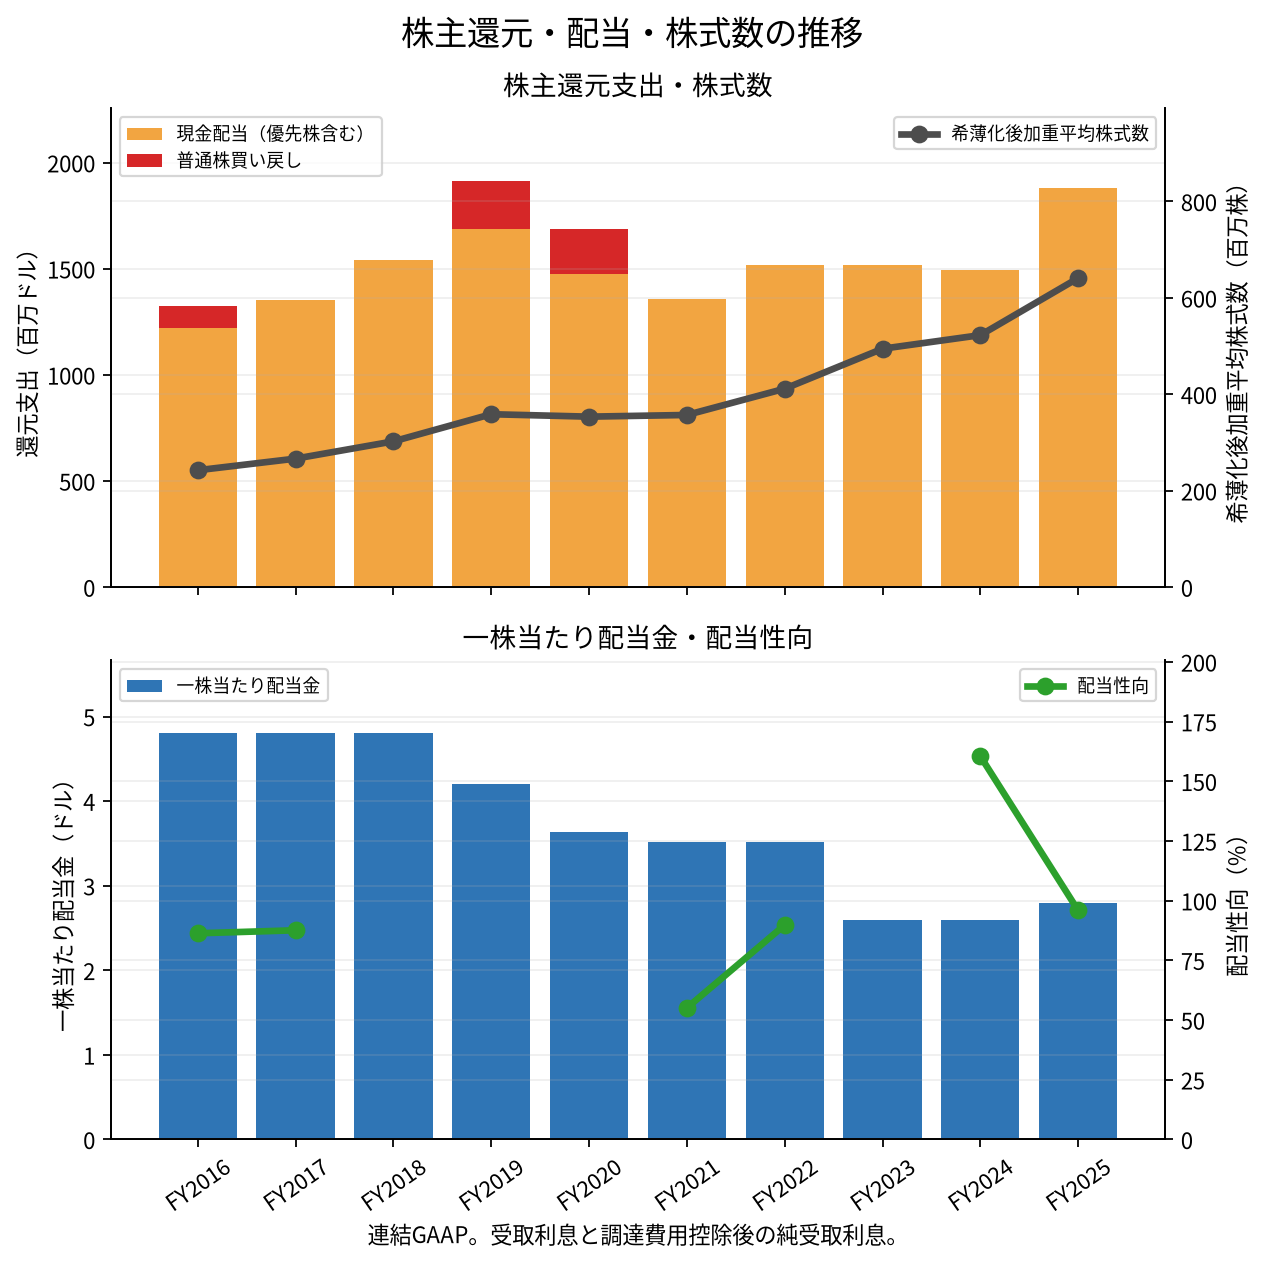 株主還元・配当・株式数の推移
株主還元支出・株式数
現金配当（優先株含む）
普通株買い戻し
希薄化後加重平均株式数
還元支出（百万ドル）
2000
1500
1000
500
0
800
600
400
200
0
希薄化後加重平均株式数（百万株）
一株当たり配当金・配当性向
一株当たり配当金
配当性向
一株当たり配当金（ドル）
5
4
3
2
1
0
200
175
150
125
100
75
50
25
0
配当性向（%）
FY2016
FY2017
FY2018
FY2019
FY2020
FY2021
FY2022
FY2023
FY2024
FY2025
連結GAAP。受取利息と調達費用控除後の純受取利息。